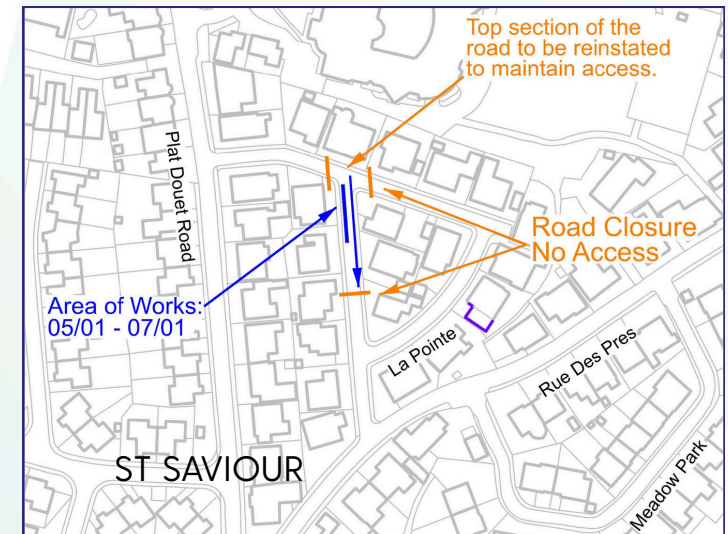 Top section of the
road to be reinstated
to maintain access.
Plat Douet Road
Road Closure
No Access
Area of Works:
05/01 - 07/01
La Pointe
Rue Des Pres
ST SAVIOUR
Meadow Park